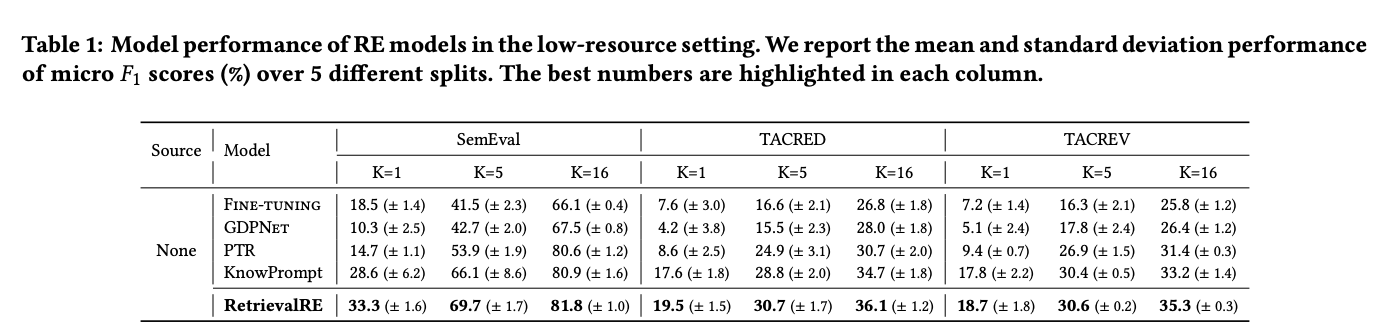 Table 1: Model performance of RE models in the low-resource setting. We report the mean and standard deviation performance
of micro F1 scores (%) over 5 different splits. The best numbers are highlighted in each column.
Source Model SemEval TACRED TACREV
K=1 K=5 K=16 K=1 K=5 K=16 K=1 K=5 K=16
None
Fine-tuning 18.5 (± 1.4) 41.5 (± 2.3) 66.1 (± 0.4) 7.6 (± 3.0) 16.6 (± 2.1) 26.8 (± 1.8) 7.2 (± 1.4) 16.3 (± 2.1) 25.8 (± 1.2)
GDPNet 10.3 (± 2.5) 42.7 (± 2.0) 67.5 (± 0.8) 4.2 (± 3.8) 15.5 (± 2.3) 28.0 (± 1.8) 5.1 (± 2.4) 17.8 (± 2.4) 26.4 (± 1.2)
PTR 14.7 (± 1.1) 53.9 (± 1.9) 80.6 (± 1.2) 8.6 (± 2.5) 24.9 (± 3.1) 30.7 (± 2.0) 9.4 (± 0.7) 26.9 (± 1.5) 31.4 (± 0.3)
KnowPrompt 28.6 (± 6.2) 66.1 (± 8.6) 80.9 (± 1.6) 17.6 (± 1.8) 28.8 (± 2.0) 34.7 (± 1.8) 17.8 (± 2.2) 30.4 (± 0.5) 33.2 (± 1.4)
RetrievalRE 33.3 (± 1.6) 69.7 (± 1.7) 81.8 (± 1.0) 19.5 (± 1.5) 30.7 (± 1.7) 36.1 (± 1.2) 18.7 (± 1.8) 30.6 (± 0.2) 35.3 (± 0.3)